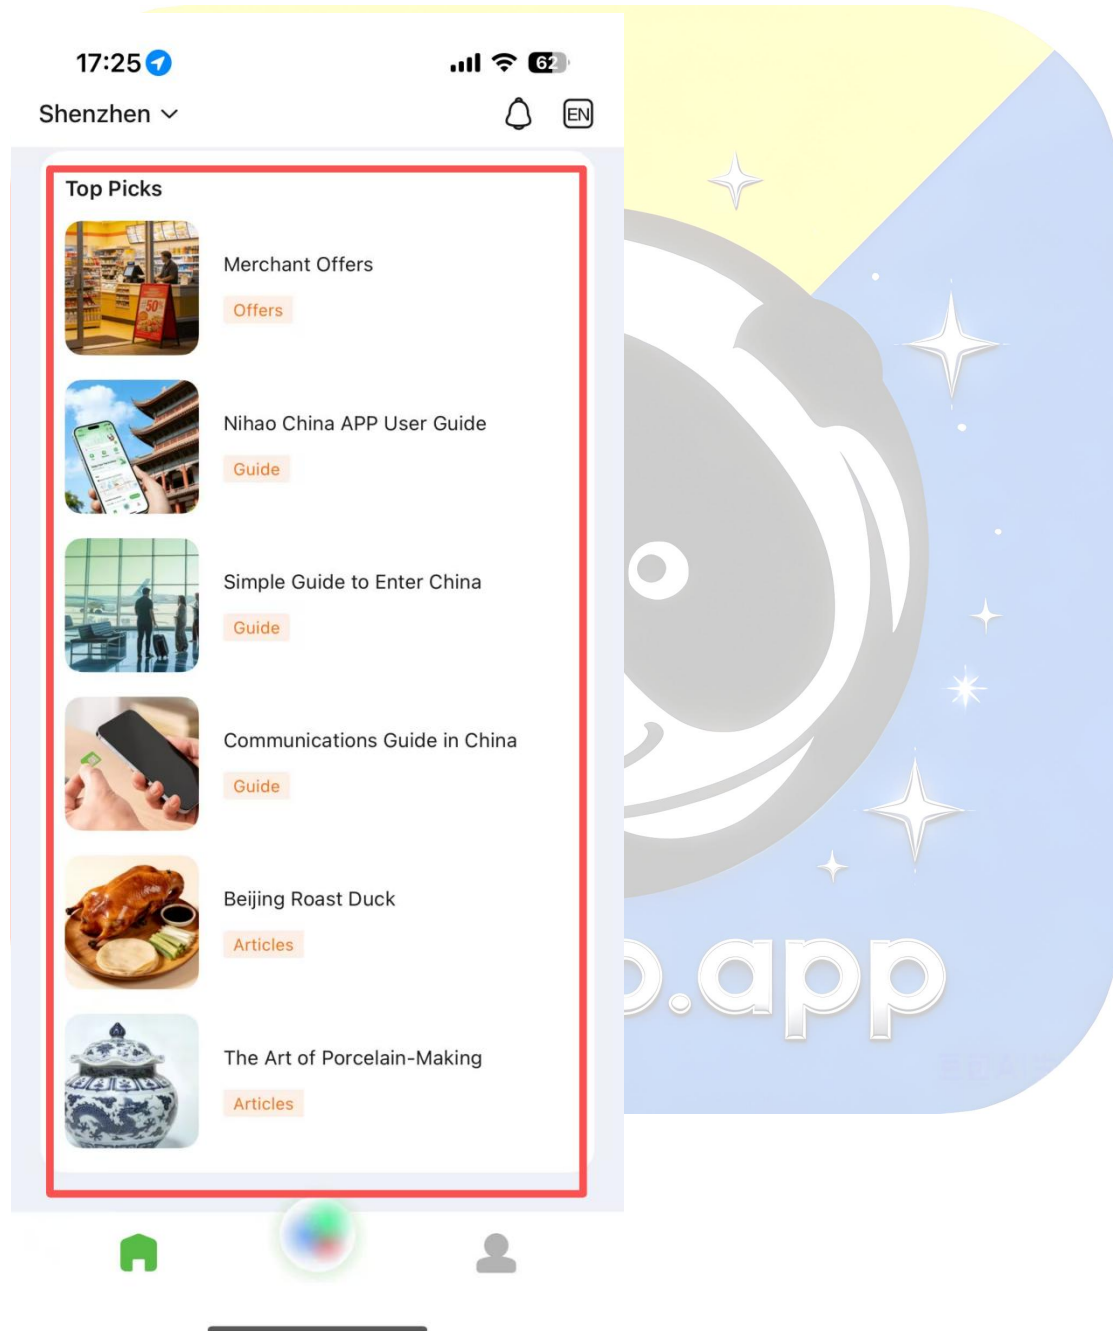 17:25
62
Shenzhen
EN
Top Picks
Merchant Offers
Offers
50%
Nihao China APP User Guide
Guide
Simple Guide to Enter China
Guide
Communications Guide in China
Guide
Beijing Roast Duck
Articles
The Art of Porcelain-Making
Articles
o.app